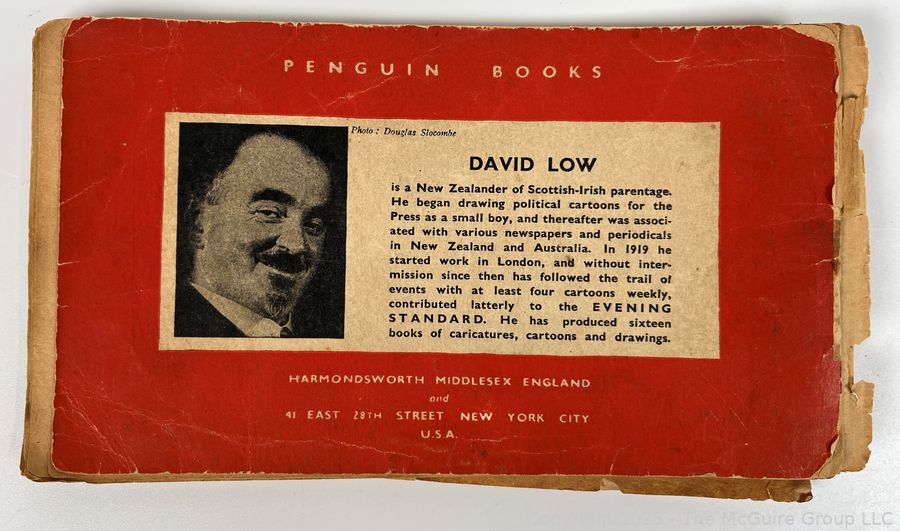 PENGUIN BOOKS
Photo : Douglas Slocombe
DAVID LOW
is a New Zealander of Scottish-Irish parentage.
He began drawing political cartoons for the
Press as a small boy, and thereafter was associ-
ated with various newspapers and periodicals
in New Zealand and Australia. In 1919 he
started work in London, and without inter-
mission since then has followed the trail of
events with at least four cartoons weekly,
contributed latterly to the EVENING
STANDARD. He has produced sixteen
books of caricatures, cartoons and drawings.
HARMONDSWORTH MIDDLESEX ENGLAND
and
41 EAST 28TH STREET NEW YORK CITY
U.S.A.
The McGuire Group LLC